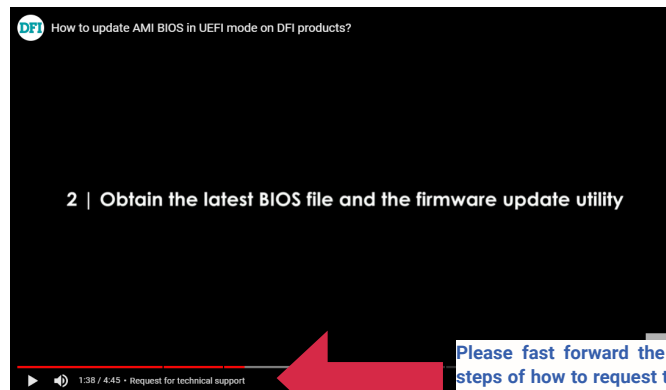 DFI How to update AMI BIOS in UEFI mode on DFI products?
2 | Obtain the latest BIOS file and the firmware update utility
1:38 / 4:45 • Request for technical support
Please fast forward the
steps of how to request t